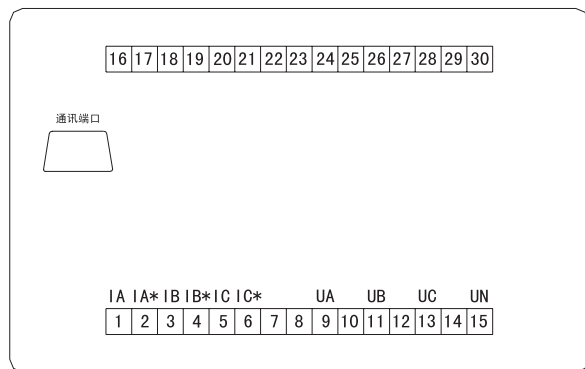 16 17 18 19 20 21 22 23 24 25 26 27 28 29 30
通讯端口
IA IA* IB IB* IC IC* UA UB UC UN
1 2 3 4 5 6 7 8 9 10 11 12 13 14 15